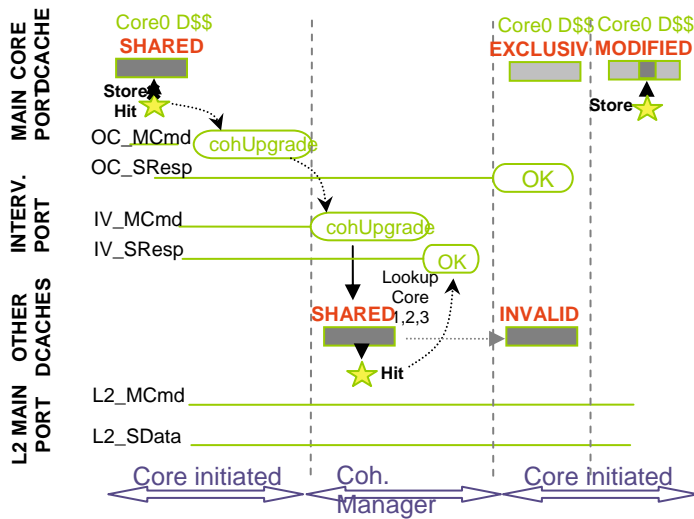 Core0 D$$
Core0 D$$
Core0 D$$
SHARED
EXCLUSIV
MODIFIED
MAIN CORE
PORT DCACHE
Store
Hit
Store
OC_MCmd
cohUpgrade
OC_SResp
OK
INTERV.
PORT
IV_MCmd
cohUpgrade
IV_SResp
OK
Lookup
Core
1,2,3
OTHER
DCACHES
SHARED
INVALID
Hit
L2 MAIN
PORT
L2_MCmd
L2_SData
Core initiated
Coh.
Manager
Core initiated